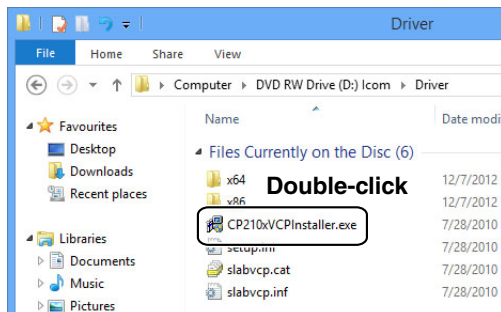 Driver
File Home Share View
Computer DVD RW Drive (D:) Icom Driver
Favourites
Desktop
Downloads
Recent places
Libraries
Documents
Music
Pictures
Name Date modi
Files Currently on the Disc (6)
x64 12/7/2012
Double-click
x86 12/7/2012
CP210xVCPInstaller.exe 7/28/2010
setup.ini 7/28/2010
slabvcp.cat 7/28/2010
slabvcp.inf 7/28/2010